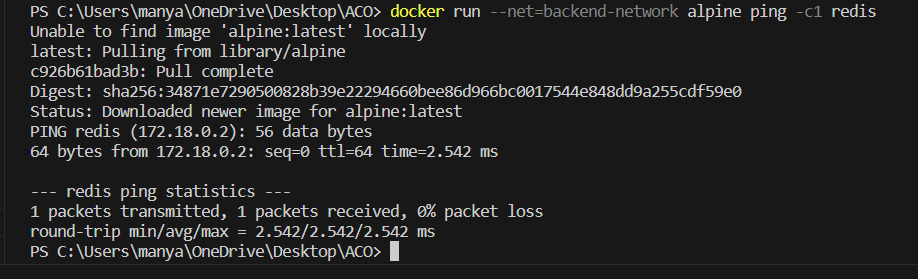 PS C:\Users\manya\OneDrive\Desktop\ACO> docker run --net=backend-network alpine ping -c1 redis
Unable to find image 'alpine:latest' locally
latest: Pulling from library/alpine
c926b61bad3b: Pull complete
Digest: sha256:34871e7290500828b39e22294660bee86d966bc0017544e848dd9a255cdf59e0
Status: Downloaded newer image for alpine:latest
PING redis (172.18.0.2): 56 data bytes
64 bytes from 172.18.0.2: seq=0 ttl=64 time=2.542 ms
--- redis ping statistics ---
1 packets transmitted, 1 packets received, 0% packet loss
round-trip min/avg/max = 2.542/2.542/2.542 ms
PS C:\Users\manya\OneDrive\Desktop\ACO>